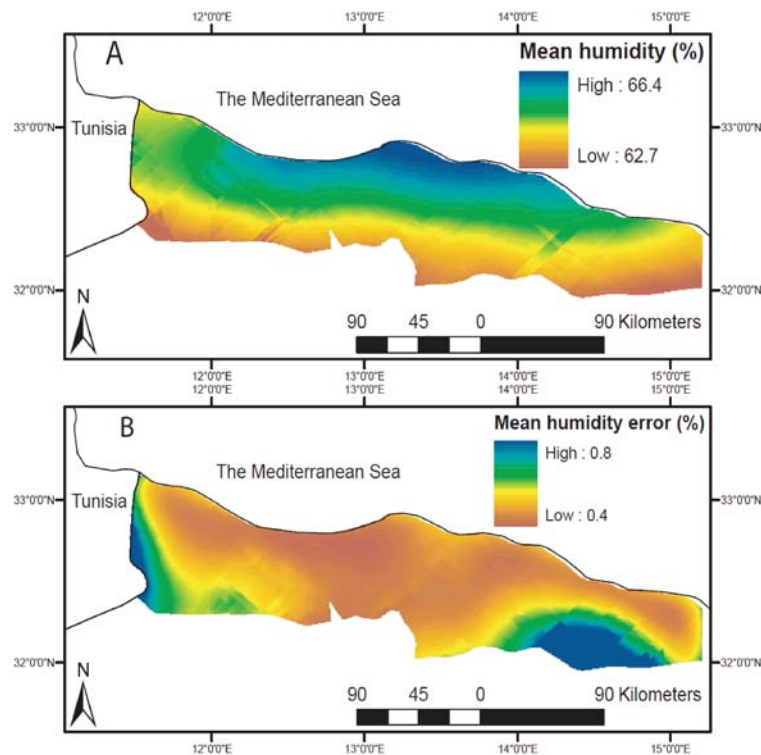 12°0'0"E 13°0'0"E 14°0'0"E 15°0'0"E
A
Mean humidity (%)
High : 66.4
Low : 62.7
The Mediterranean Sea
33°0'0"N
Tunisia
33°0'0"N
32°0'0"N
32°0'0"N
N
90 45 0 90 Kilometers
12°0'0"E 13°0'0"E 14°0'0"E 15°0'0"E
12°0'0"E 13°0'0"E 14°0'0"E 15°0'0"E
B
Mean humidity error (%)
High : 0.8
Low : 0.4
The Mediterranean Sea
33°0'0"N
Tunisia
33°0'0"N
32°0'0"N
32°0'0"N
N
90 45 0 90 Kilometers
12°0'0"E 13°0'0"E 14°0'0"E 15°0'0"E